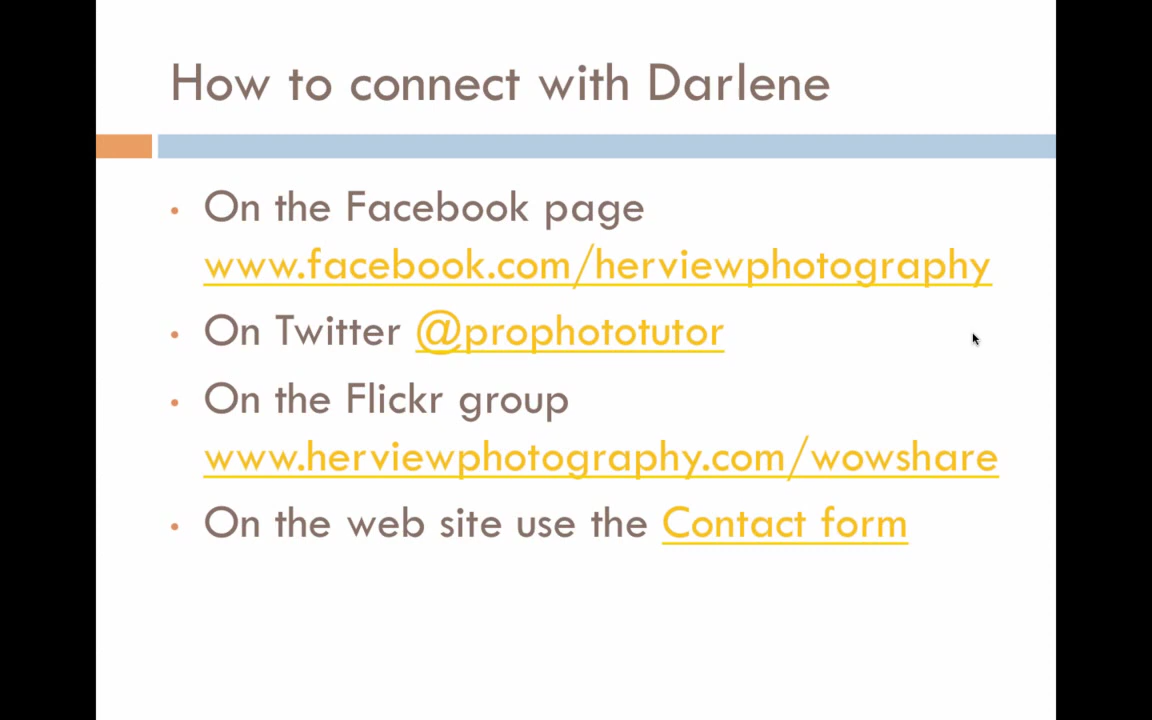 How to connect with Darlene
• On the Facebook page
www.facebook.com/herviewphotography
• On Twitter @prophototutor
• On the Flickr group
www.herviewphotography.com/wowshare
• On the web site use the Contact form